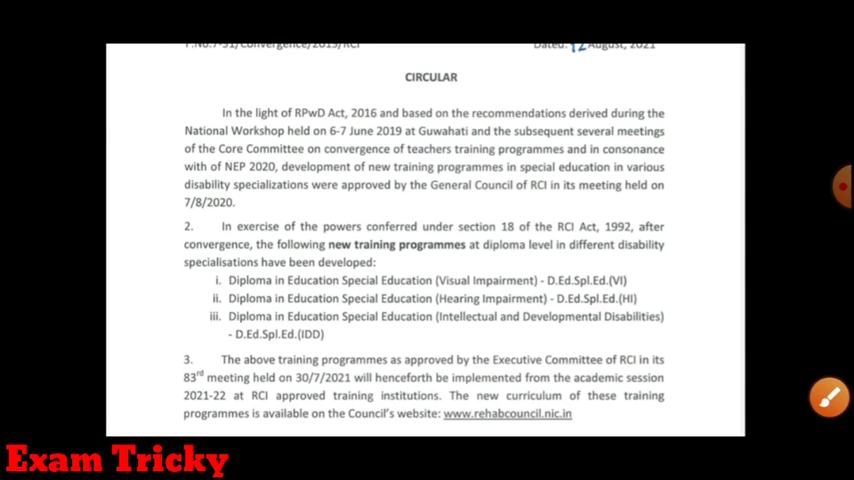 F.No.7-31/Convergence/2019/RCI Dated: 12 August, 2021
CIRCULAR
In the light of RPwD Act, 2016 and based on the recommendations derived during the
National Workshop held on 6-7 June 2019 at Guwahati and the subsequent several meetings
of the Core Committee on convergence of teachers training programmes and in consonance
with of NEP 2020, development of new training programmes in special education in various
disability specializations were approved by the General Council of RCI in its meeting held on
7/8/2020.
2. In exercise of the powers conferred under section 18 of the RCI Act, 1992, after
convergence, the following new training programmes at diploma level in different disability
specialisations have been developed:
i. Diploma in Education Special Education (Visual Impairment) - D.Ed.Spl.Ed.(VI)
ii. Diploma in Education Special Education (Hearing Impairment) - D.Ed.Spl.Ed.(HI)
iii. Diploma in Education Special Education (Intellectual and Developmental Disabilities)
- D.Ed.Spl.Ed.(IDD)
3. The above training programmes as approved by the Executive Committee of RCI in its
83rd meeting held on 30/7/2021 will henceforth be implemented from the academic session
2021-22 at RCI approved training institutions. The new curriculum of these training
programmes is available on the Council's website: www.rehabcouncil.nic.in
Exam Tricky